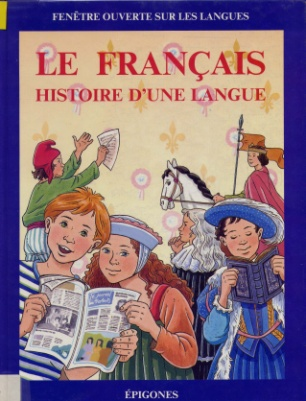 FENÊTRE OUVERTE SUR LES LANGUES
LE FRANÇAIS
HISTOIRE D'UNE LANGUE
ÉPIGONES